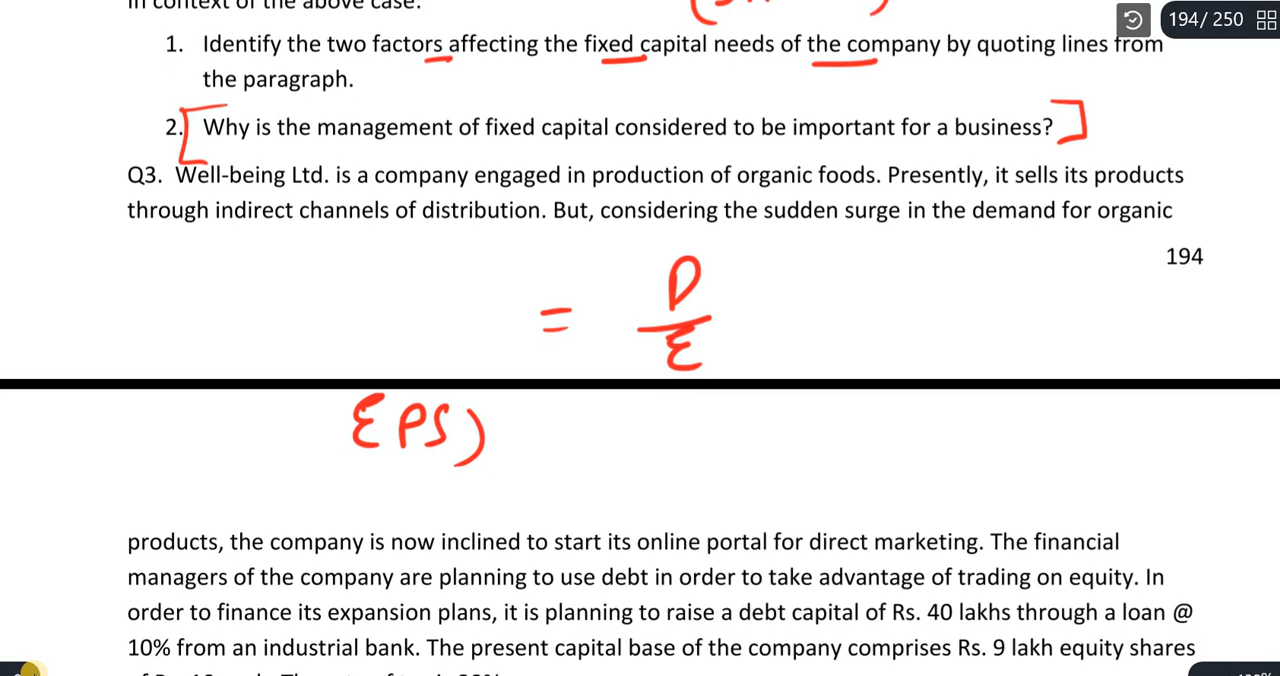 in context of the above case:
194/ 250
1. Identify the two factors affecting the fixed capital needs of the company by quoting lines from
the paragraph.
2. Why is the management of fixed capital considered to be important for a business?
Q3. Well-being Ltd. is a company engaged in production of organic foods. Presently, it sells its products
through indirect channels of distribution. But, considering the sudden surge in the demand for organic
194
= D
E
EPS)
products, the company is now inclined to start its online portal for direct marketing. The financial
managers of the company are planning to use debt in order to take advantage of trading on equity. In
order to finance its expansion plans, it is planning to raise a debt capital of Rs. 40 lakhs through a loan @
10% from an industrial bank. The present capital base of the company comprises Rs. 9 lakh equity shares